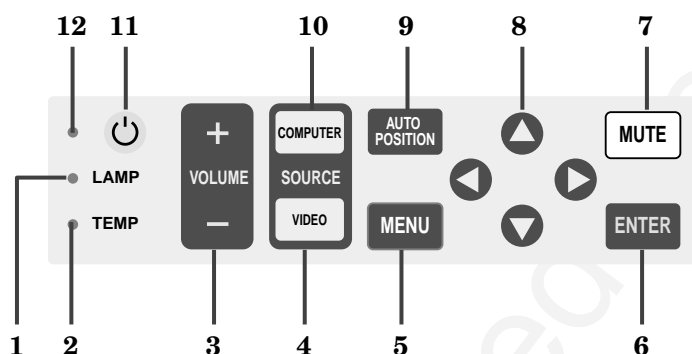 12 11 10 9 8 7
+ COMPUTER AUTO
POSITION MUTE
LAMP VOLUME SOURCE
TEMP − VIDEO MENU ENTER
1 2 3 4 5 6